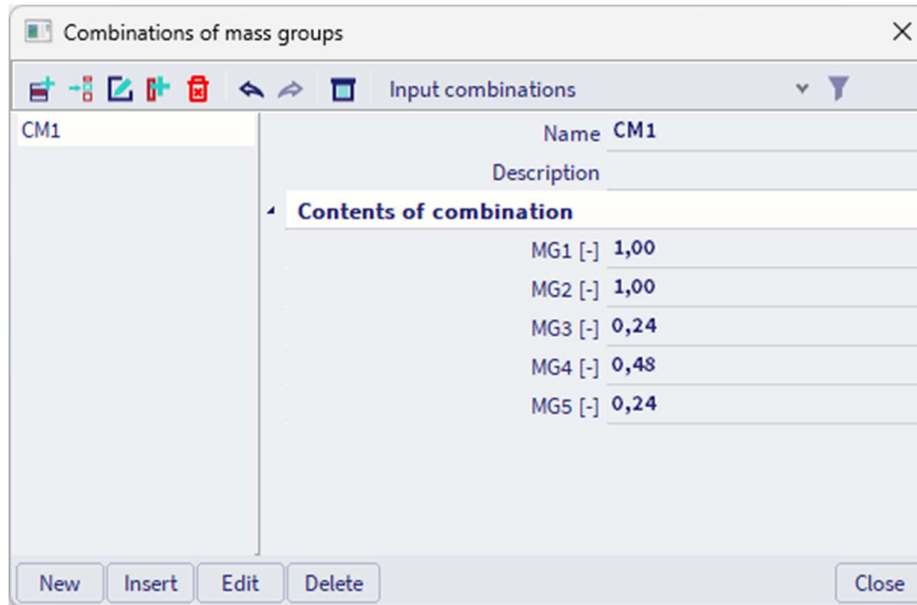 Combinations of mass groups
Input combinations
CM1
Name CM1
Description
Contents of combination
MG1 [-] 1,00
MG2 [-] 1,00
MG3 [-] 0,24
MG4 [-] 0,48
MG5 [-] 0,24
New Insert Edit Delete Close